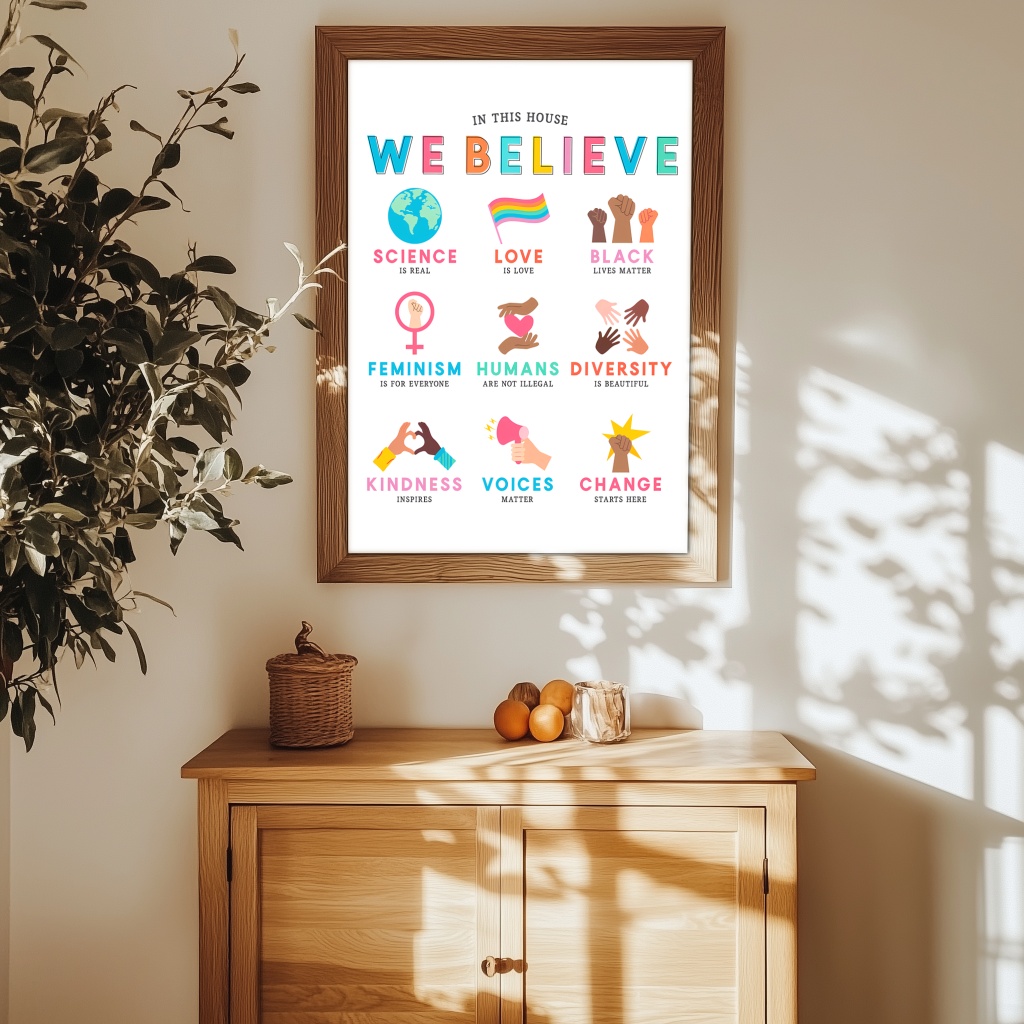 IN THIS HOUSE
WE BELIEVE
SCIENCE
IS REAL
LOVE
IS LOVE
BLACK
LIVES MATTER
FEMINISM
IS FOR EVERYONE
HUMANS
ARE NOT ILLEGAL
DIVERSITY
IS BEAUTIFUL
KINDNESS
INSPIRES
VOICES
MATTER
CHANGE
STARTS HERE